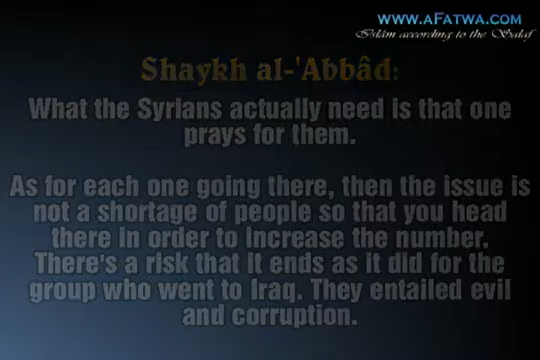 WWW.AFATWA.COM
Islâm according to the Salaf
Shaykh al-'Abbâd:
What the Syrians actually need is that one
prays for them.
As for each one going there, then the issue is
not a shortage of people so that you head
there in order to increase the number.
There's a risk that it ends as it did for the
group who went to Iraq. They entailed evil
and corruption.